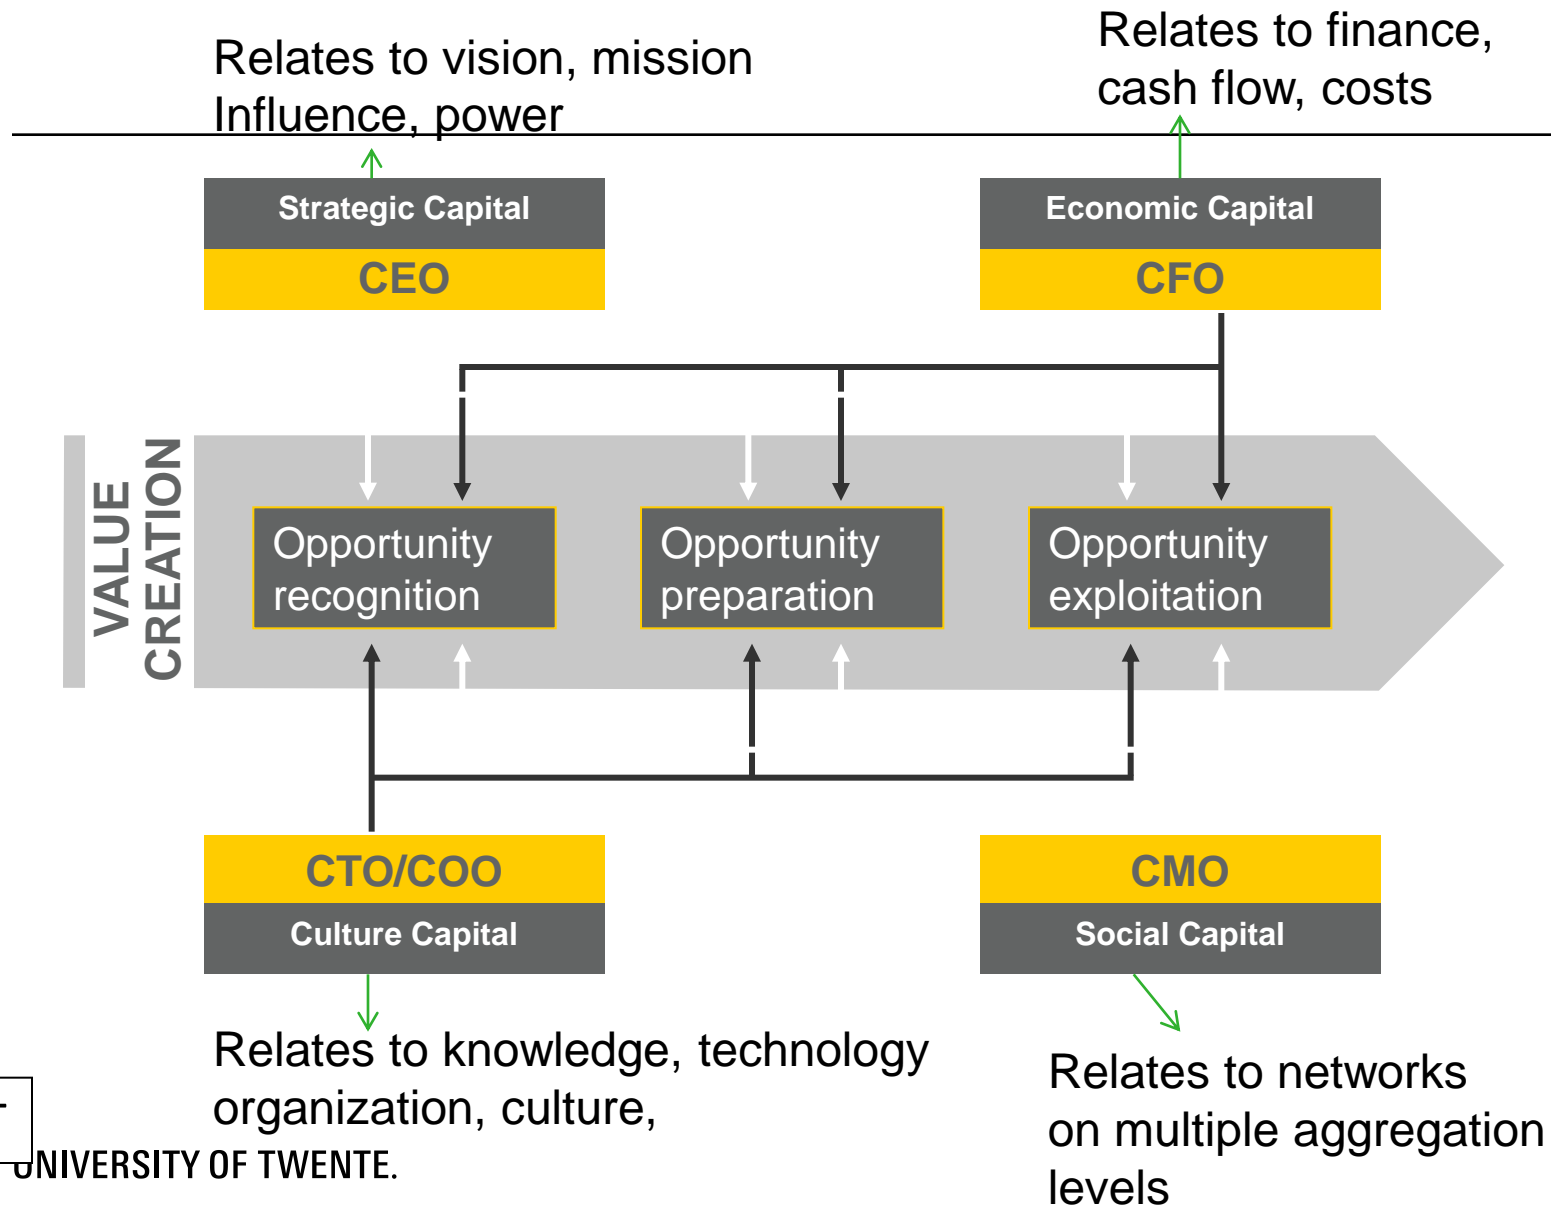 Relates to vision, mission
Influence, power
Relates to finance,
cash flow, costs
Strategic Capital
CEO
Economic Capital
CFO
VALUE
CREATION
Opportunity
recognition
Opportunity
preparation
Opportunity
exploitation
CTO/COO
Culture Capital
CMO
Social Capital
Relates to knowledge, technology
organization, culture,
Relates to networks
on multiple aggregation
levels
UNIVERSITY OF TWENTE.